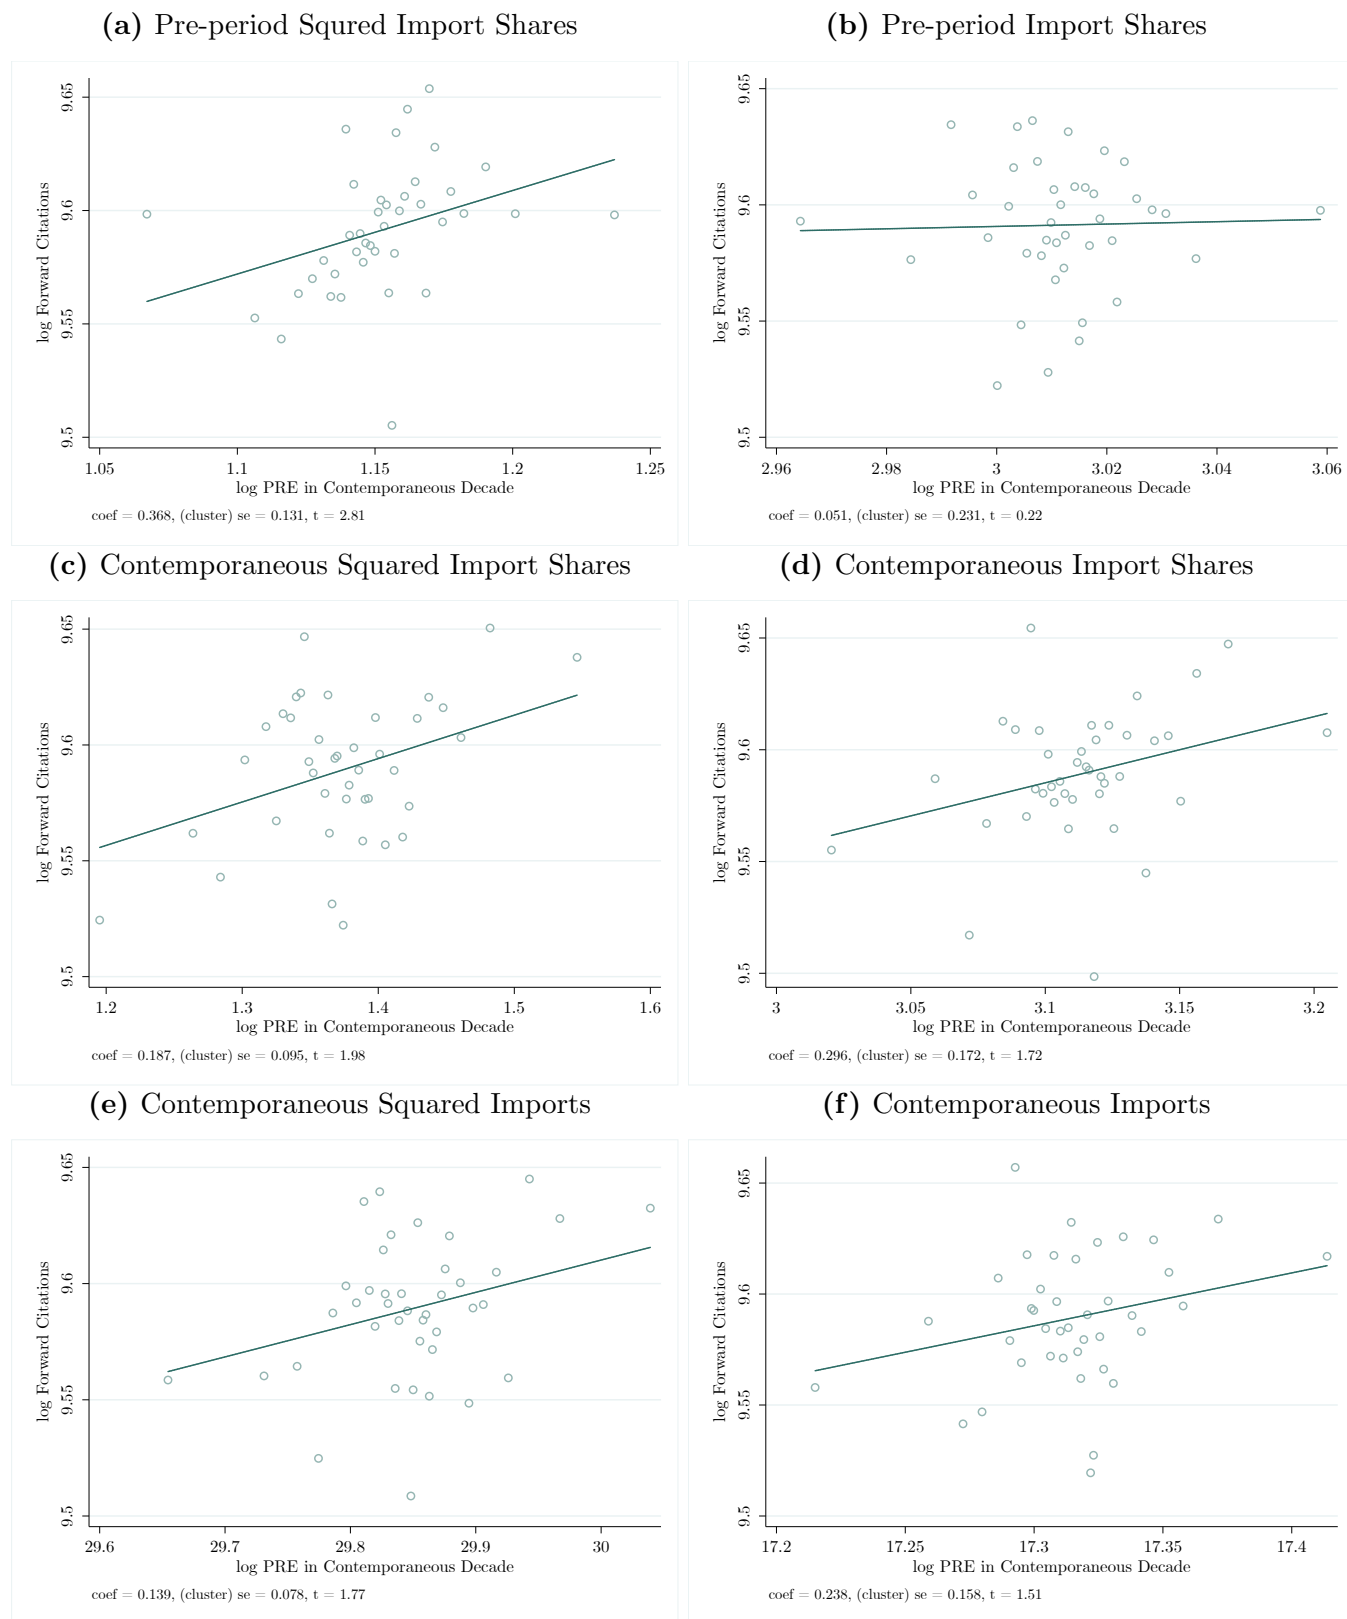 (a) Pre-period Squred Import Shares
9.65
9.6
9.55
9.5
log Forward Citations
1.05 1.1 1.15 1.2 1.25
log PRE in Contemporaneous Decade
coef = 0.368, (cluster) se = 0.131, t = 2.81
(b) Pre-period Import Shares
9.65
9.6
9.55
9.5
log Forward Citations
2.96 2.98 3 3.02 3.04 3.06
log PRE in Contemporaneous Decade
coef = 0.051, (cluster) se = 0.231, t = 0.22
(c) Contemporaneous Squared Import Shares
9.65
9.6
9.55
9.5
log Forward Citations
1.2 1.3 1.4 1.5 1.6
log PRE in Contemporaneous Decade
coef = 0.187, (cluster) se = 0.095, t = 1.98
(d) Contemporaneous Import Shares
9.65
9.6
9.55
9.5
log Forward Citations
3 3.05 3.1 3.15 3.2
log PRE in Contemporaneous Decade
coef = 0.296, (cluster) se = 0.172, t = 1.72
(e) Contemporaneous Squared Imports
9.65
9.6
9.55
9.5
log Forward Citations
29.6 29.7 29.8 29.9 30
log PRE in Contemporaneous Decade
coef = 0.139, (cluster) se = 0.078, t = 1.77
(f) Contemporaneous Imports
9.65
9.6
9.55
9.5
log Forward Citations
17.2 17.25 17.3 17.35 17.4
log PRE in Contemporaneous Decade
coef = 0.238, (cluster) se = 0.158, t = 1.51